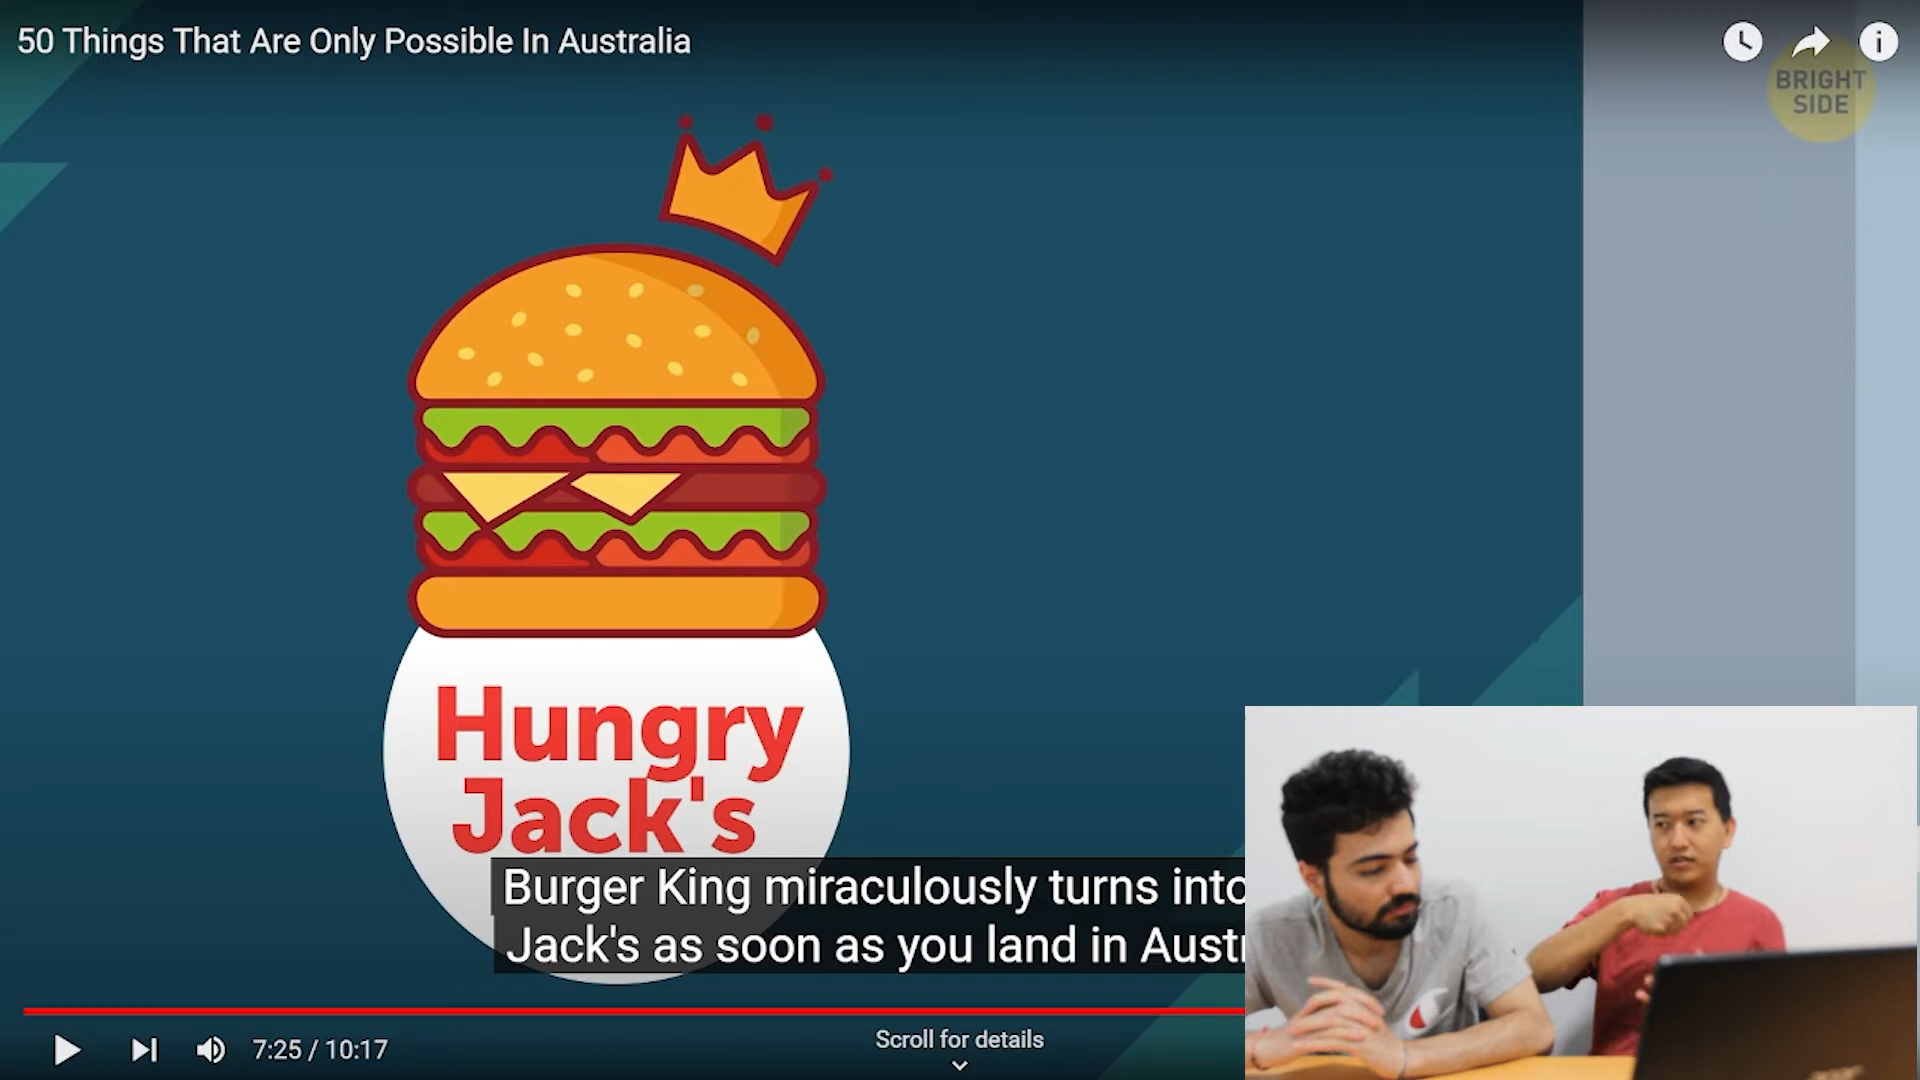 50 Things That Are Only Possible In Australia
BRIGHT
SIDE
Hungry
Jack's
Burger King miraculously turns into
Jack's as soon as you land in
7:25 / 10:17
Scroll for details